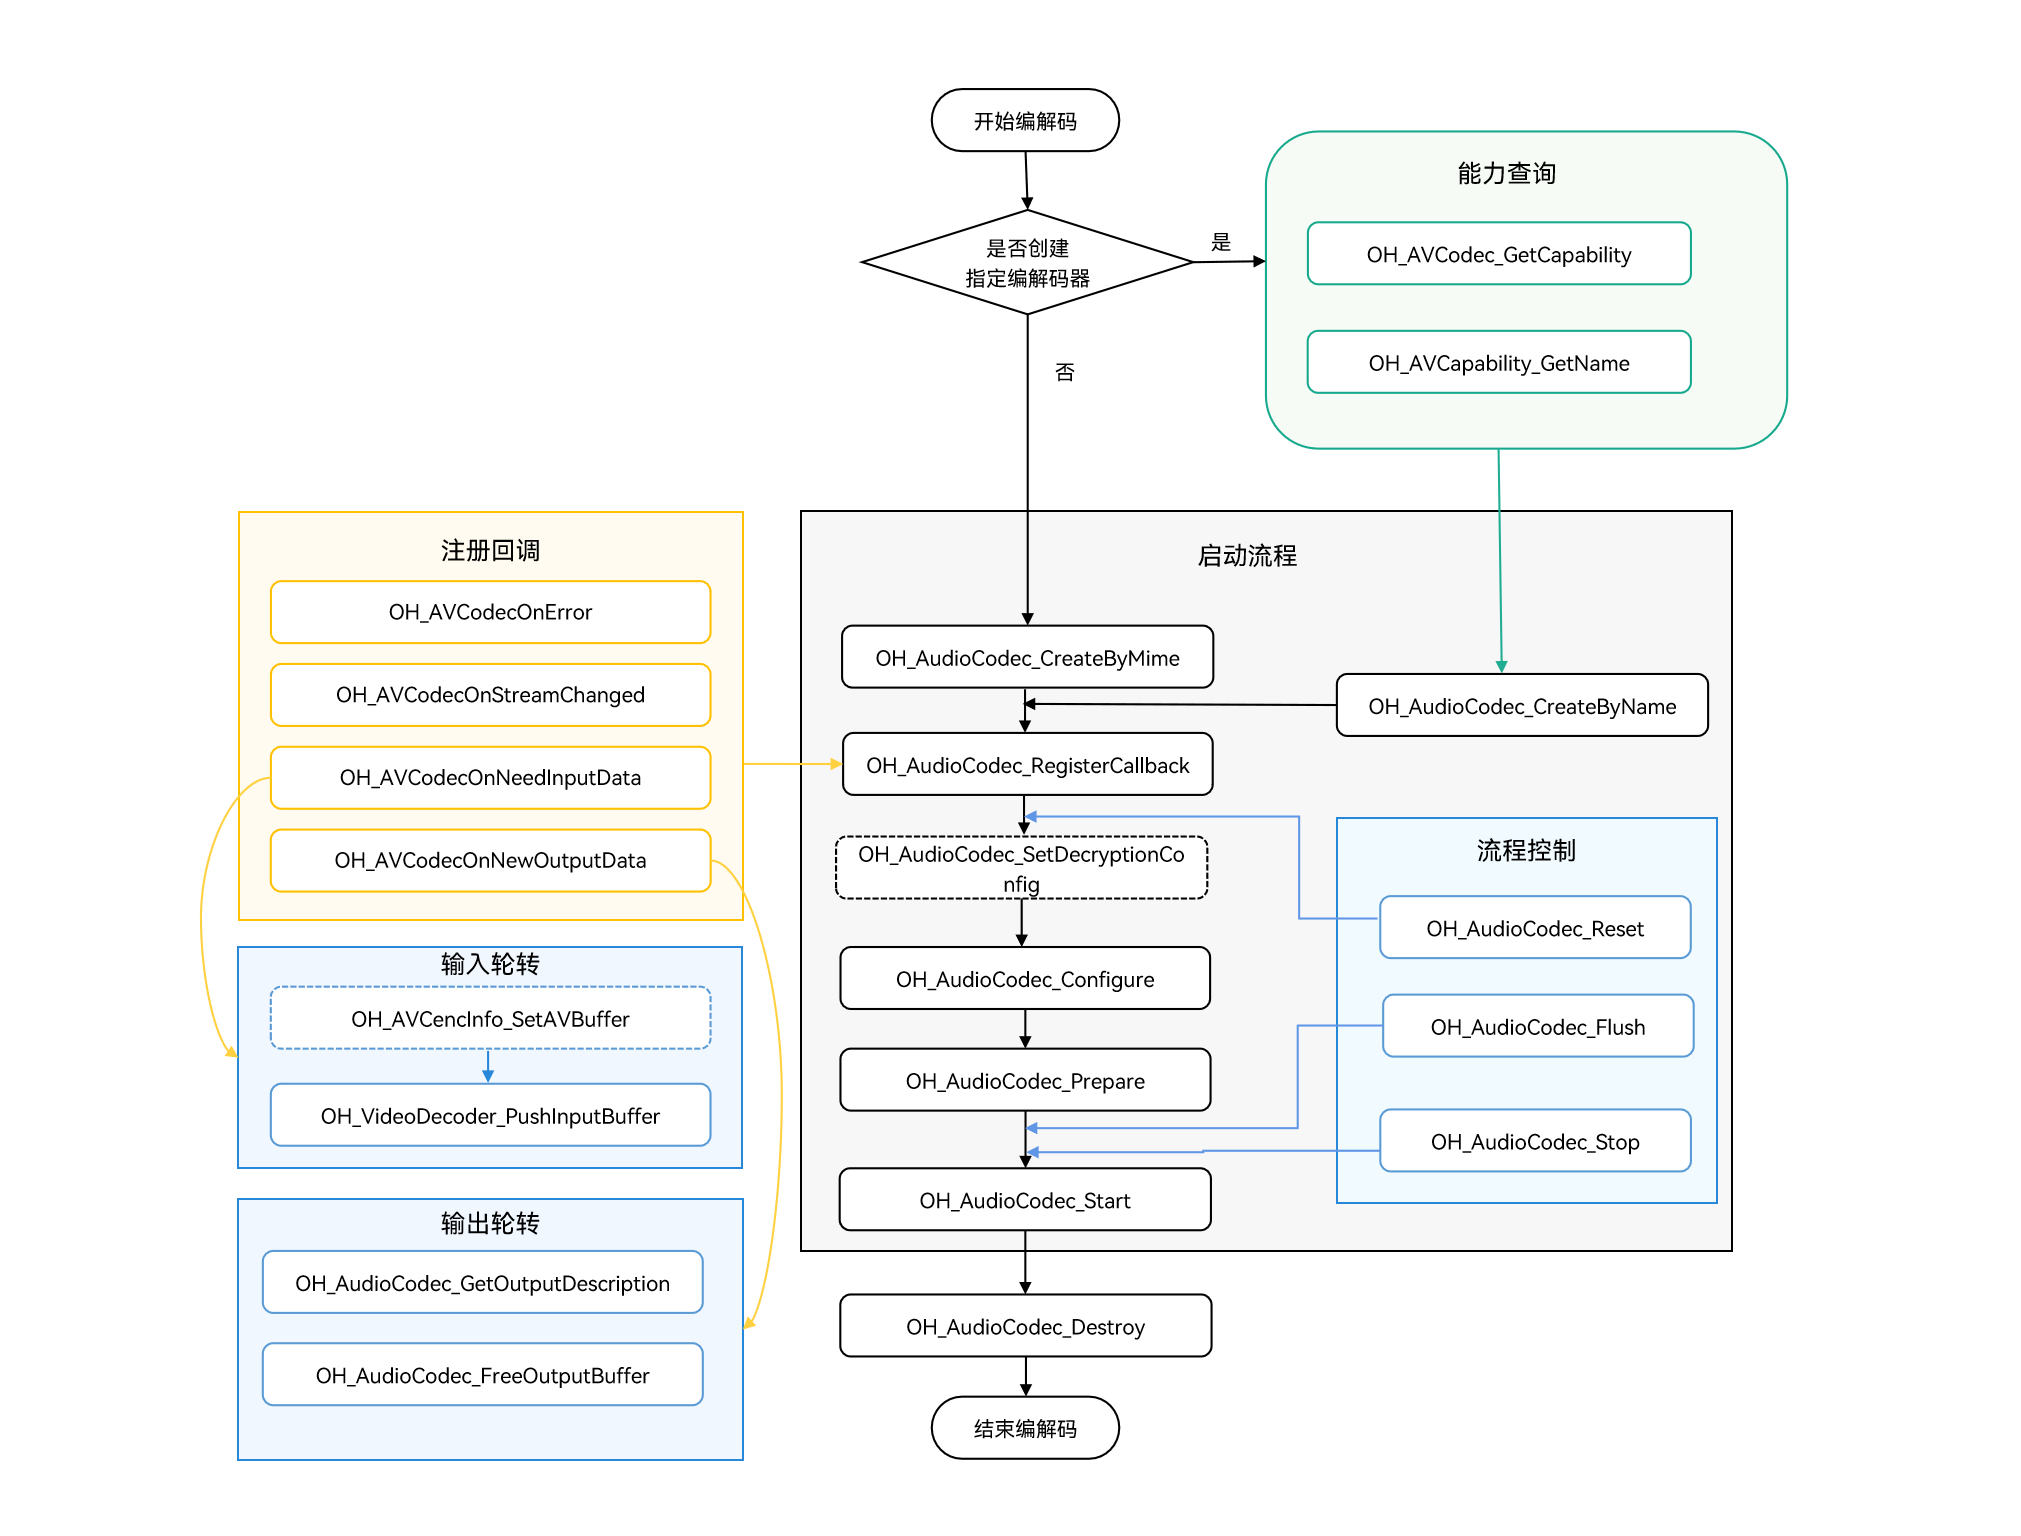 开始编解码
是否创建
指定编解码器
是
否
能力查询
OH_AVCodec_GetCapability
OH_AVCapability_GetName
注册回调
OH_AVCodecOnError
OH_AVCodecOnStreamChanged
OH_AVCodecOnNeedInputData
OH_AVCodecOnNewOutputData
输入轮转
OH_AVCencInfo_SetAVBuffer
OH_VideoDecoder_PushInputBuffer
输出轮转
OH_AudioCodec_GetOutputDescription
OH_AudioCodec_FreeOutputBuffer
启动流程
OH_AudioCodec_CreateByMime
OH_AudioCodec_CreateByName
OH_AudioCodec_RegisterCallback
OH_AudioCodec_SetDecryptionCo
nfig
OH_AudioCodec_Configure
OH_AudioCodec_Prepare
OH_AudioCodec_Start
流程控制
OH_AudioCodec_Reset
OH_AudioCodec_Flush
OH_AudioCodec_Stop
OH_AudioCodec_Destroy
结束编解码